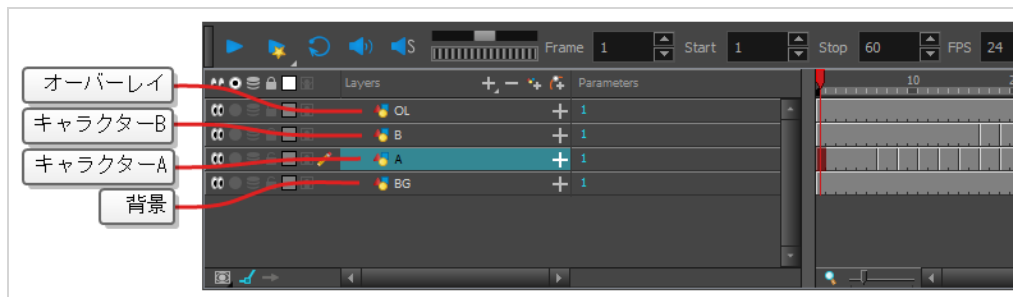 S Frame 1 Start 1 Stop 60 FPS 24
オーバーレイ Layers Parameters 10
OL 1
キャラクターB B 1
キャラクターA A 1
背景 BG 1